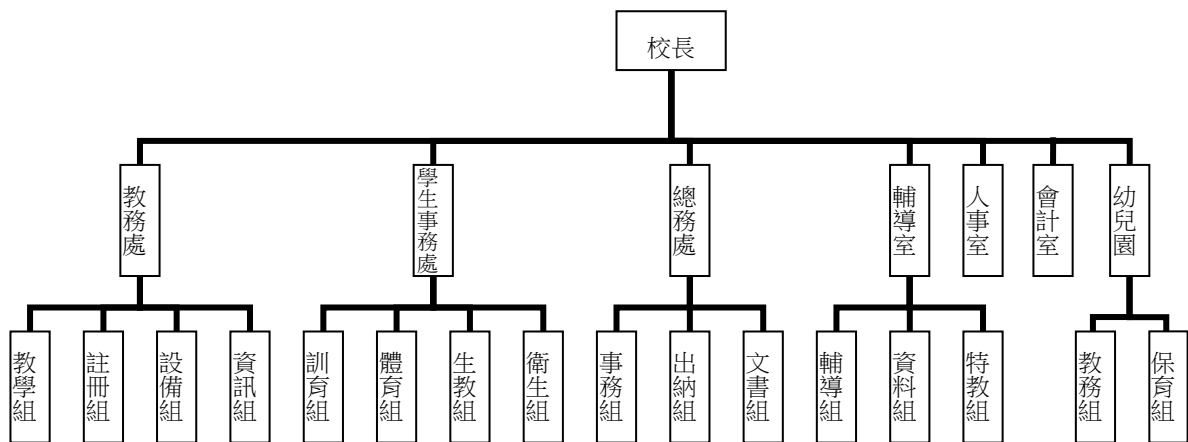 校長
教務處
學生事務處
總務處
輔導室
人事室
會計室
幼兒園
教學組
註冊組
設備組
資訊組
訓育組
體育組
生教組
衛生組
事務組
出納組
文書組
輔導組
資料組
特教組
教務組
保育組